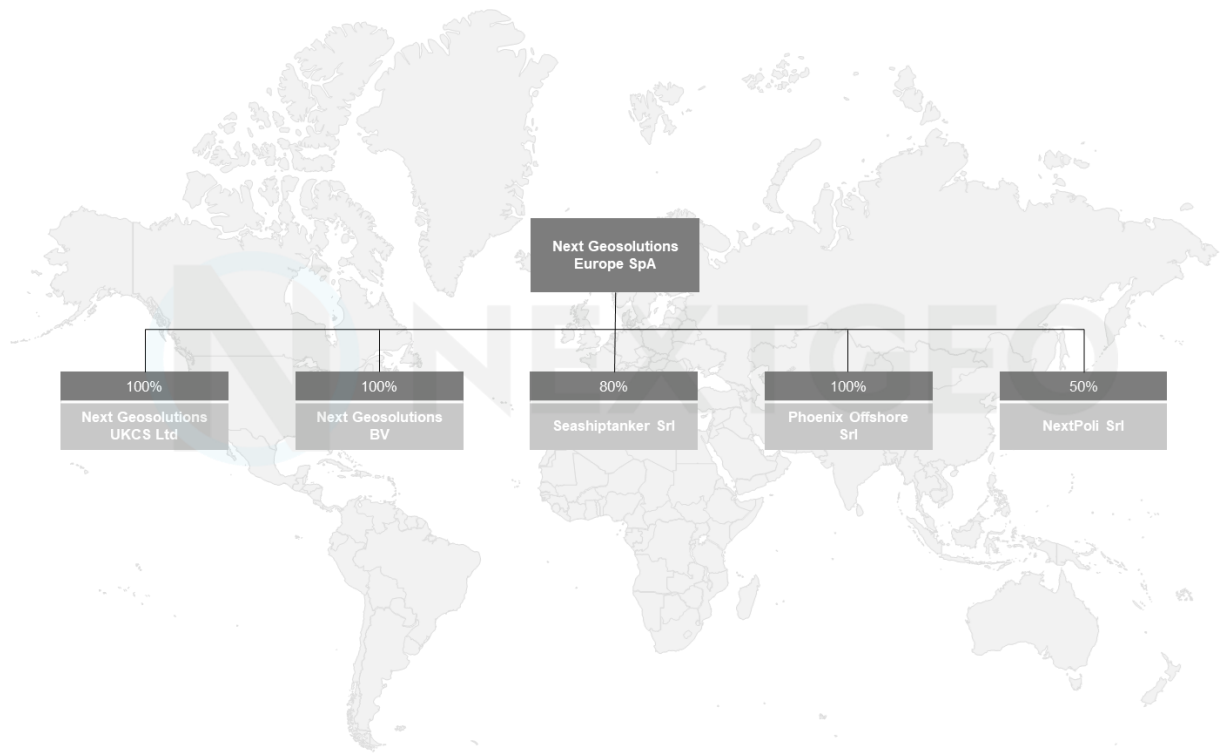 Next Geosolutions
Europe SpA
NEXTGEO
100%
100%
80%
100%
50%
Next Geosolutions
UKCS Ltd
Next Geosolutions
BV
Seashiptanker Srl
Phoenix Offshore
Srl
NextPoli Srl